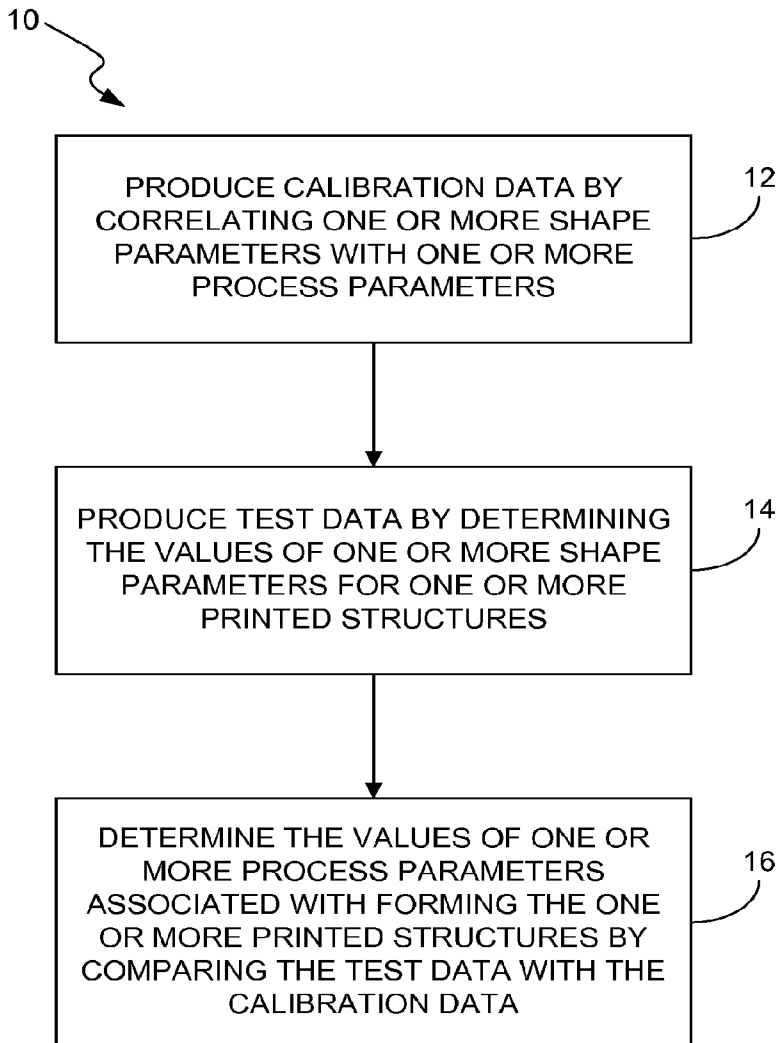 10
PRODUCE CALIBRATION DATA BY
CORRELATING ONE OR MORE SHAPE
PARAMETERS WITH ONE OR MORE
PROCESS PARAMETERS
12
PRODUCE TEST DATA BY DETERMINING
THE VALUES OF ONE OR MORE SHAPE
PARAMETERS FOR ONE OR MORE
PRINTED STRUCTURES
14
DETERMINE THE VALUES OF ONE OR
MORE PROCESS PARAMETERS
ASSOCIATED WITH FORMING THE ONE
OR MORE PRINTED STRUCTURES BY
COMPARING THE TEST DATA WITH THE
CALIBRATION DATA
16